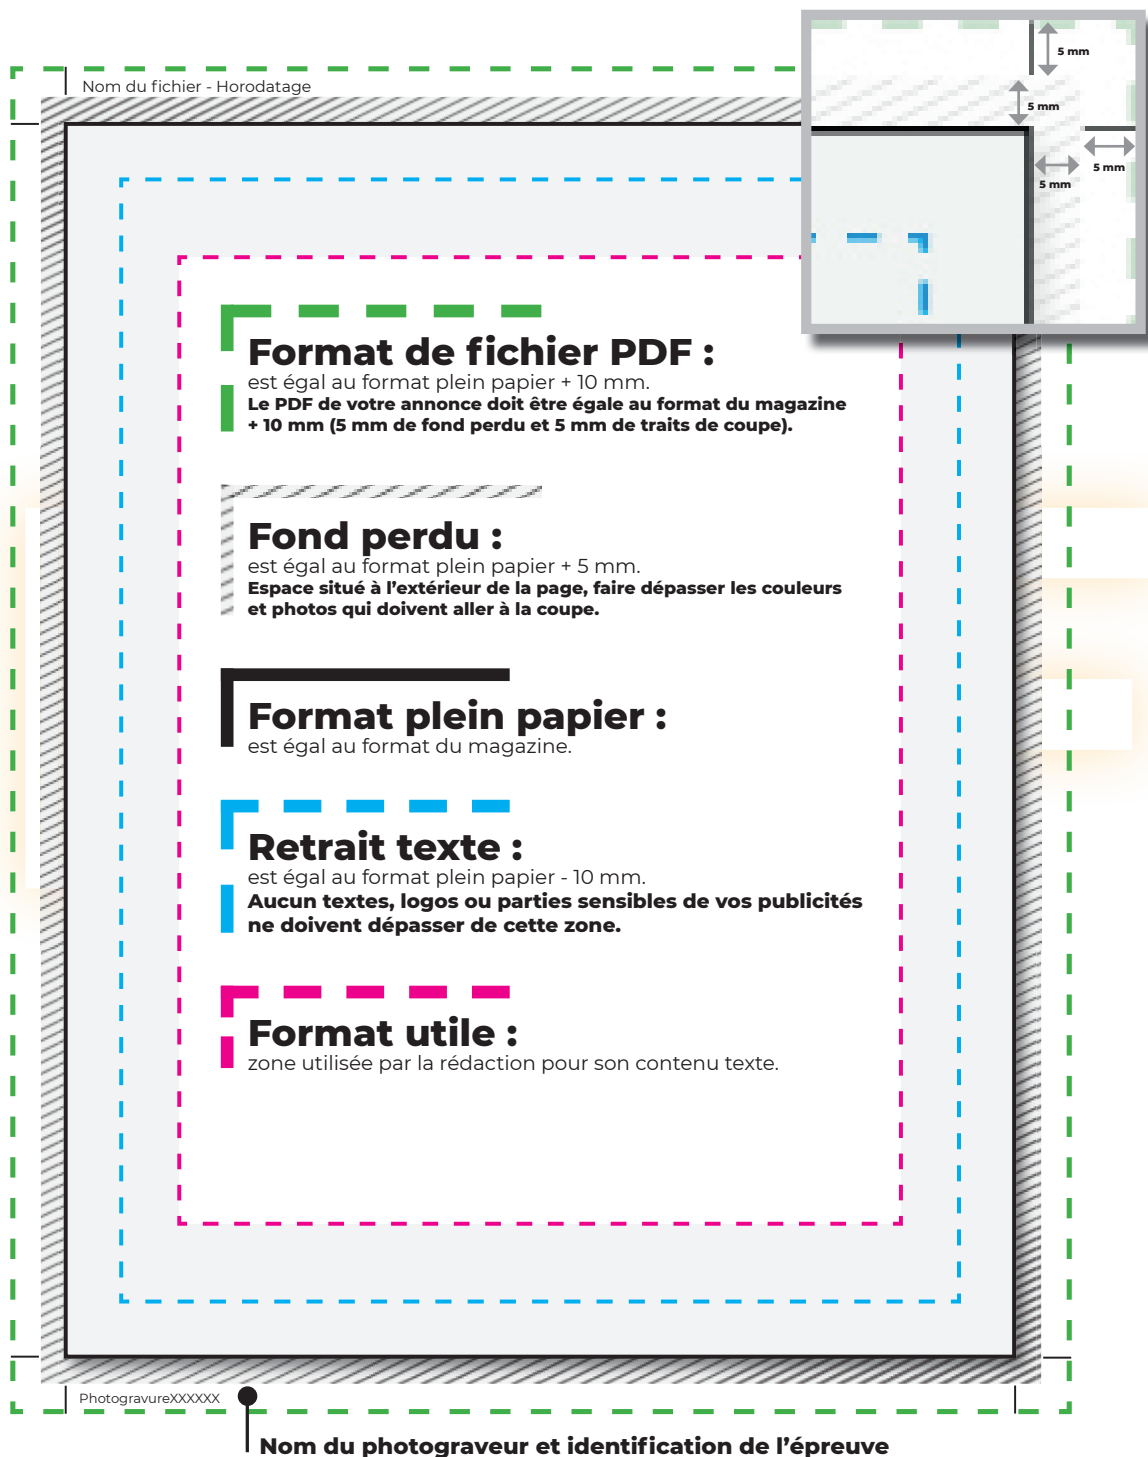 Nom du fichier - Horodatage
5 mm
5 mm
5 mm
5 mm
Format de fichier PDF :
est égal au format plein papier + 10 mm.
Le PDF de votre annonce doit être égale au format du magazine
+ 10 mm (5 mm de fond perdu et 5 mm de traits de coupe).
Fond perdu :
est égal au format plein papier + 5 mm.
Espace situé à l’extérieur de la page, faire dépasser les couleurs
et photos qui doivent aller à la coupe.
Format plein papier :
est égal au format du magazine.
Retrait texte :
est égal au format plein papier - 10 mm.
Aucun textes, logos ou parties sensibles de vos publicités
ne doivent dépasser de cette zone.
Format utile :
zone utilisée par la rédaction pour son contenu texte.
PhotogravureXXXXXX
Nom du photograveur et identification de l’épreuve